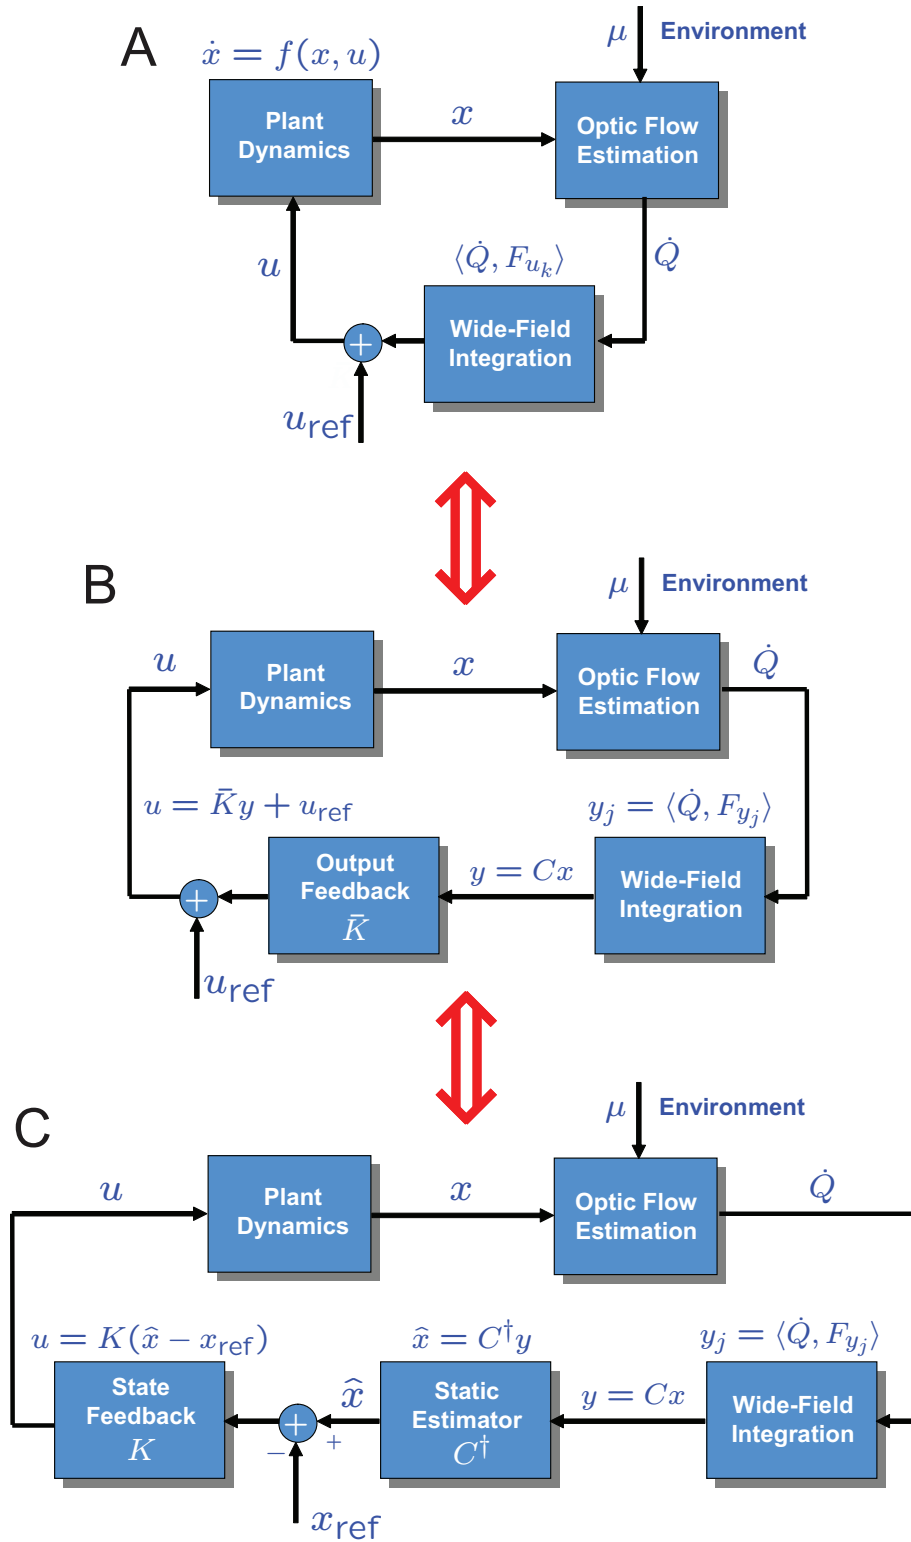 A
ẋ = f(x, u)
μ Environment
Plant
Dynamics
x
Optic Flow
Estimation
u
⟨Q̇, F_{u_k}⟩
Q̇
Wide-Field
Integration
+
u_ref
B
μ Environment
u
Plant
Dynamics
x
Optic Flow
Estimation
Q̇
u = K̄y + u_ref
y_j = ⟨Q̇, F_{y_j}⟩
Output
Feedback
K̄
y = Cx
Wide-Field
Integration
+
u_ref
C
μ Environment
u
Plant
Dynamics
x
Optic Flow
Estimation
Q̇
u = K(x̂ − x_ref)
x̂ = C†y
y_j = ⟨Q̇, F_{y_j}⟩
State
Feedback
K
x̂
Static
Estimator
C†
y = Cx
Wide-Field
Integration
+
− +
x_ref